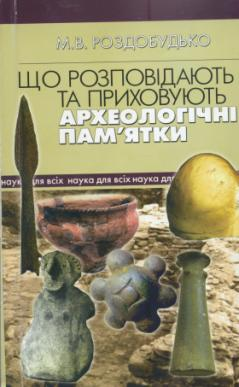 М.В. РОЗДОБУДЬКО
ЩО РОЗПОВІДАЮТЬ
ТА ПРИХОВУЮТЬ
АРХЕОЛОГІЧНІ
ПАМ'ЯТКИ
наука для всіх наука для всіх наука для